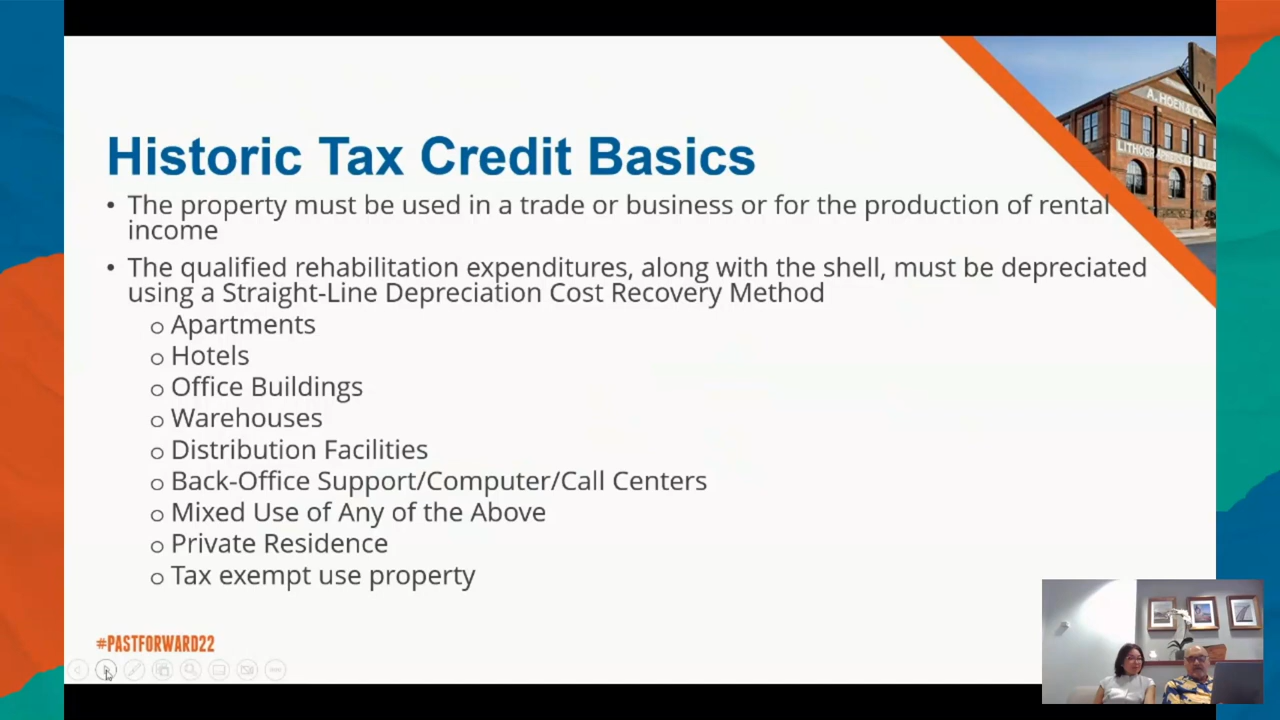 A. HOEN & CO.
LITHOGRAPHERS
Historic Tax Credit Basics
• The property must be used in a trade or business or for the production of rental
income
• The qualified rehabilitation expenditures, along with the shell, must be depreciated
using a Straight-Line Depreciation Cost Recovery Method
o Apartments
o Hotels
o Office Buildings
o Warehouses
o Distribution Facilities
o Back-Office Support/Computer/Call Centers
o Mixed Use of Any of the Above
o Private Residence
o Tax exempt use property
#PASTFORWARD22